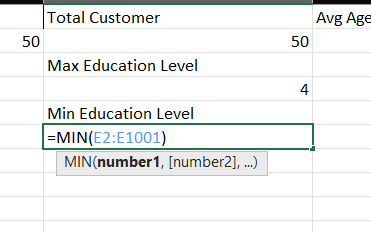 Total Customer Avg Age
50 50
Max Education Level
4
Min Education Level
=MIN(E2:E1001)
MIN(number1, [number2], ...)